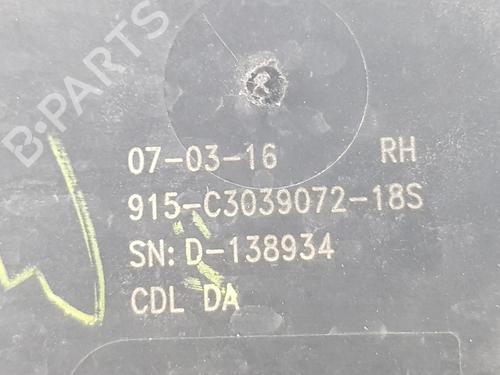 B-PARTS
07-03-16 RH
915-C3039072-18S
SN: D-138934
CDL DA